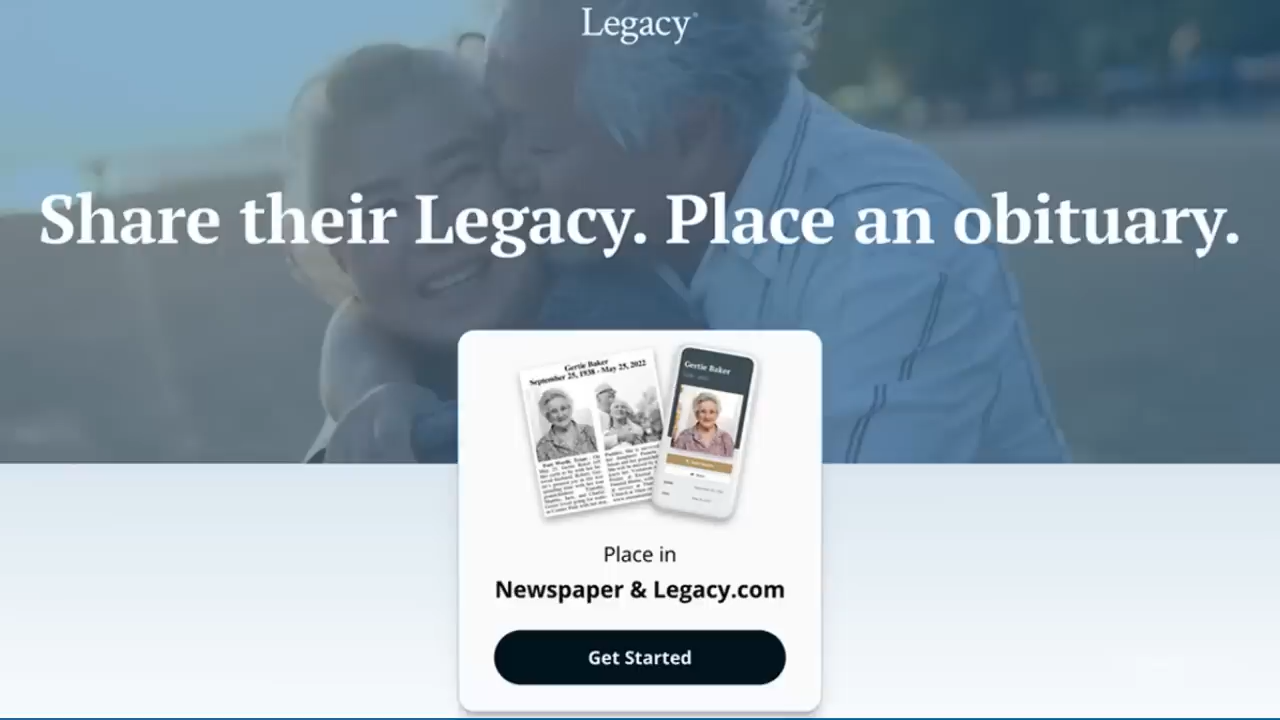 Legacy®
Share their Legacy. Place an obituary.
Gertie Baker
September 25, 1938 - May 25, 2022
Gertie Baker
Place in
Newspaper & Legacy.com
Get Started